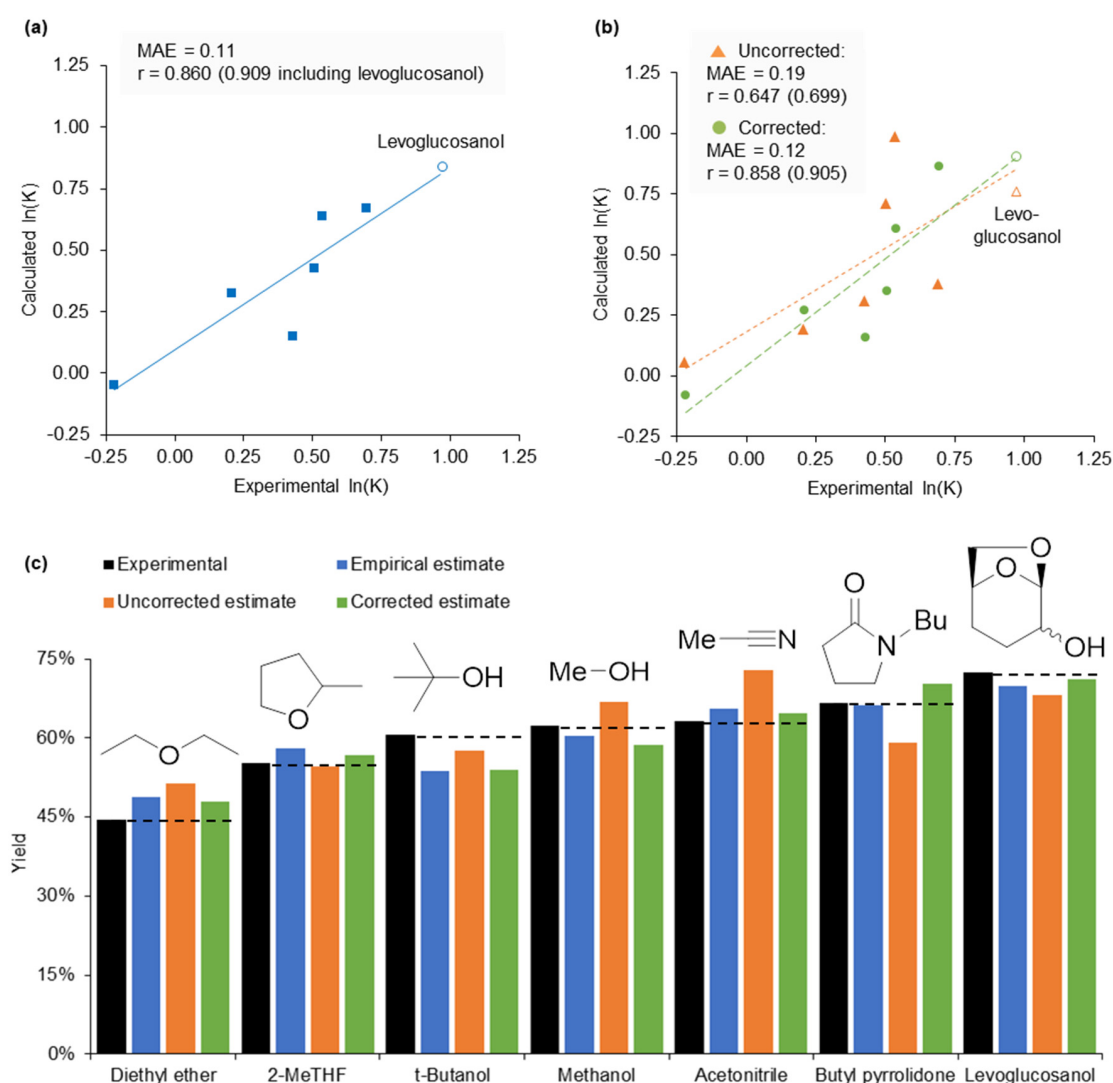 (a)
MAE = 0.11
r = 0.860 (0.909 including levoglucosanol)
Levoglucosanol
Calculated ln(K)
1.25
1.00
0.75
0.50
0.25
0.00
-0.25
-0.25 0.00 0.25 0.50 0.75 1.00 1.25
Experimental ln(K)
(b)
Uncorrected:
MAE = 0.19
r = 0.647 (0.699)
Corrected:
MAE = 0.12
r = 0.858 (0.905)
Levo-
glucosanol
Calculated ln(K)
1.25
1.00
0.75
0.50
0.25
0.00
-0.25
-0.25 0.00 0.25 0.50 0.75 1.00 1.25
Experimental ln(K)
(c)
Experimental Empirical estimate
Uncorrected estimate Corrected estimate
O
O
OH
Me OH
Me N
O
N Bu
O
O
OH
Yield
75%
60%
45%
30%
15%
0%
Diethyl ether 2-MeTHF t-Butanol Methanol Acetonitrile Butyl pyrrolidone Levoglucosanol